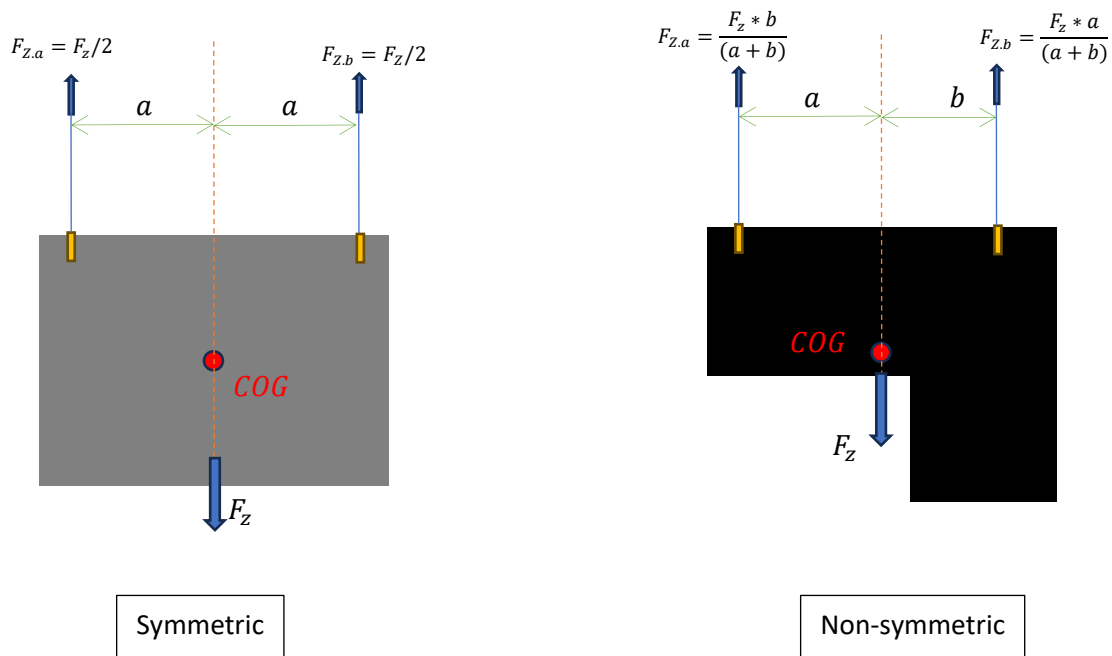 F_{Z.a} = F_z/2
F_{Z.b} = F_Z/2
a
a
COG
F_z
Symmetric
F_{Z.a} = \frac{F_z * b}{(a + b)}
F_{Z.b} = \frac{F_z * a}{(a + b)}
a
b
COG
F_z
Non-symmetric